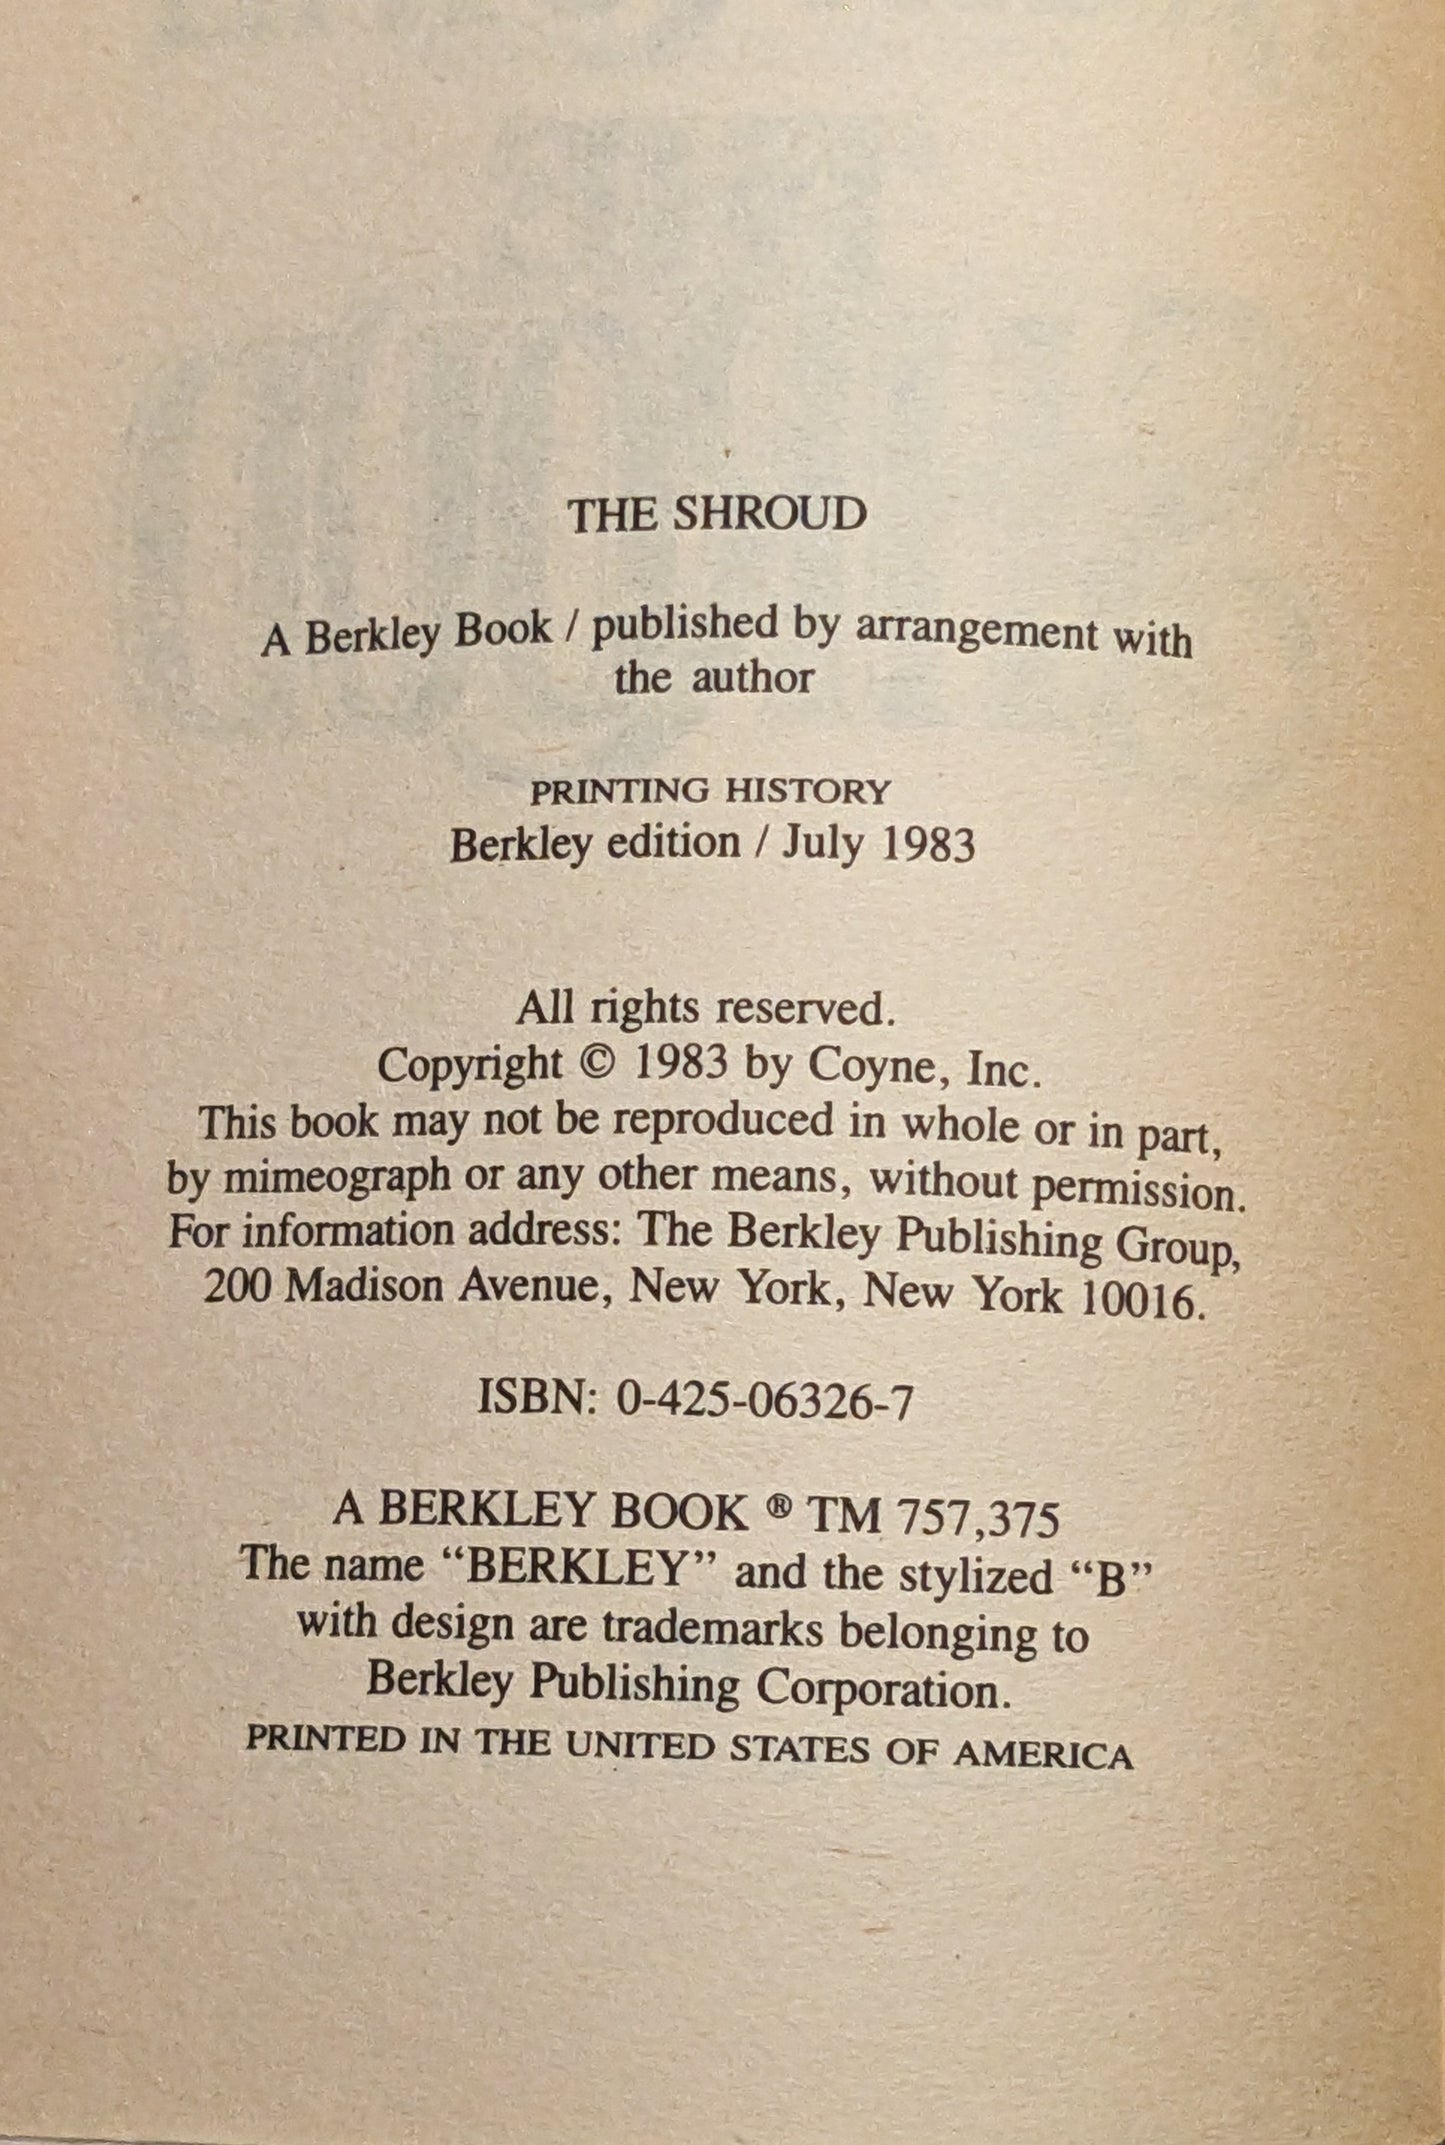 THE SHROUD
A Berkley Book / published by arrangement with
the author
PRINTING HISTORY
Berkley edition / July 1983
All rights reserved.
Copyright © 1983 by Coyne, Inc.
This book may not be reproduced in whole or in part,
by mimeograph or any other means, without permission.
For information address: The Berkley Publishing Group,
200 Madison Avenue, New York, New York 10016.
ISBN: 0-425-06326-7
A BERKLEY BOOK ® TM 757,375
The name “BERKLEY” and the stylized “B”
with design are trademarks belonging to
Berkley Publishing Corporation.
PRINTED IN THE UNITED STATES OF AMERICA